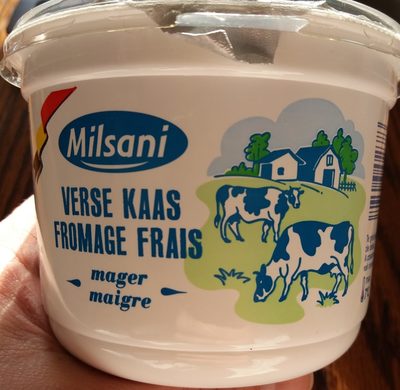 Milsani
VERSE KAAS
FROMAGE FRAIS
mager
maigre